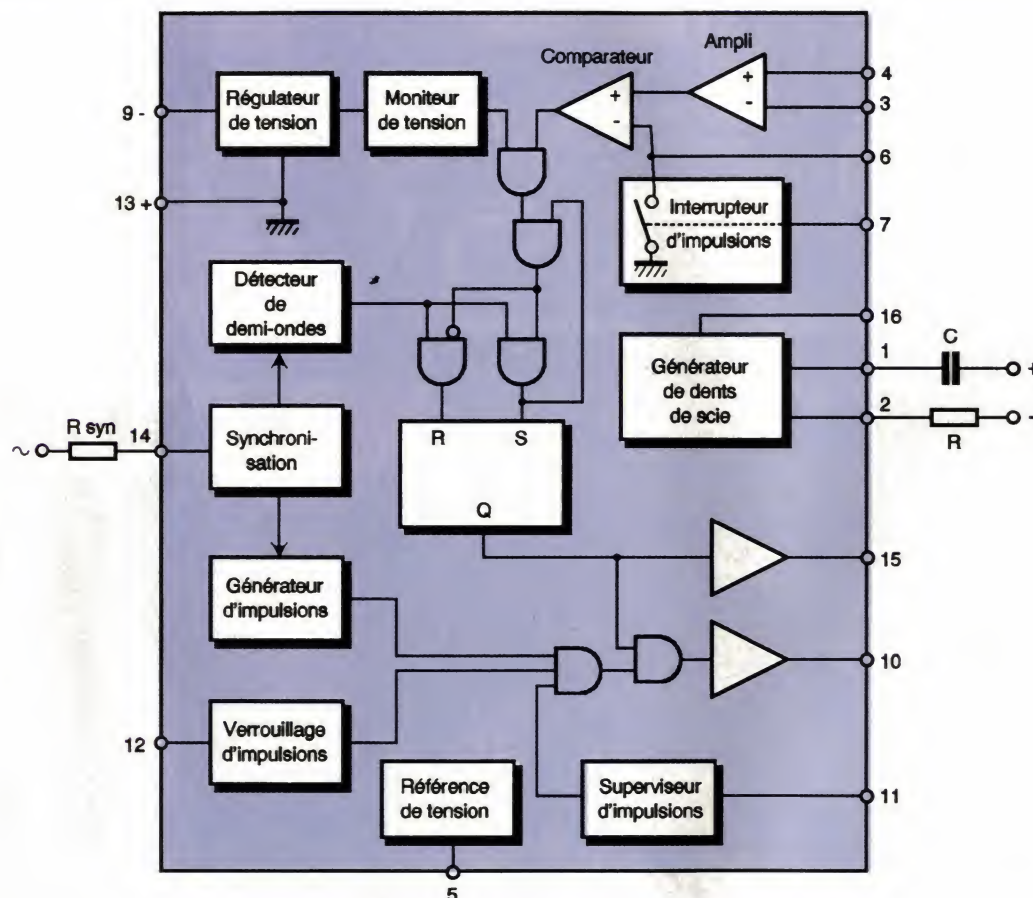 Ampli
Comparateur
+
-
4
3
+
-
9 -
Régulateur
de tension
Moniteur
de tension
6
13 +
Interrupteur
d'impulsions
7
Détecteur
de
demi-ondes
16
Générateur
de dents
de scie
1
C
+
2
R
-
R syn
14
~
Synchroni-
sation
R
S
Q
15
Générateur
d'impulsions
10
12
Verrouillage
d'impulsions
Référence
de tension
Superviseur
d'impulsions
11
5